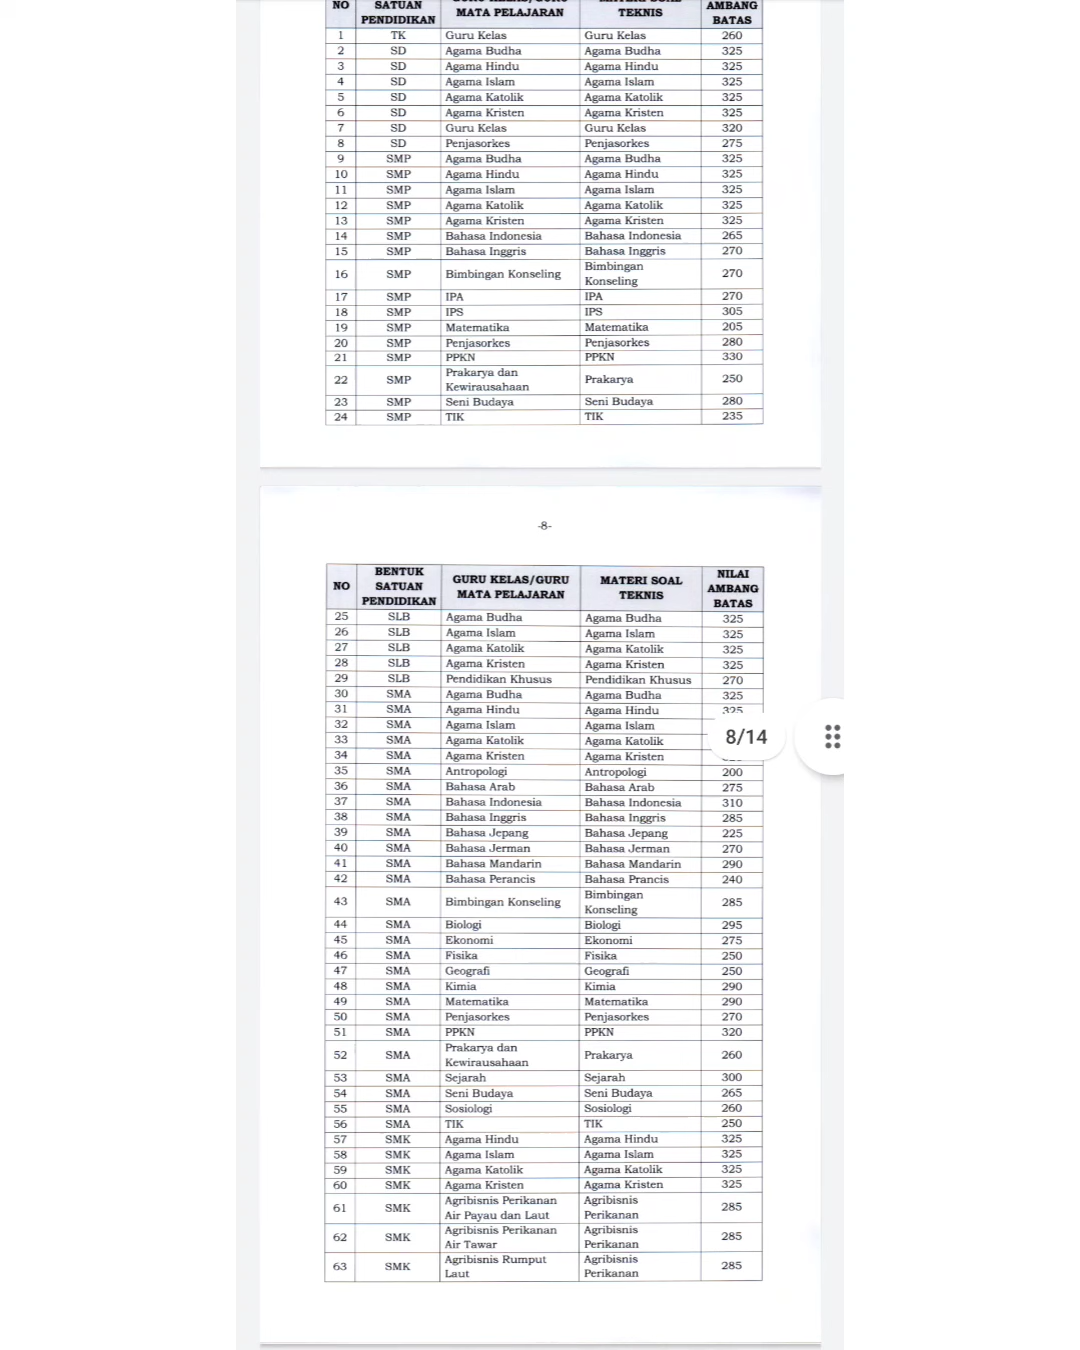 NO SATUAN PENDIDIKAN MATA PELAJARAN TEKNIS AMBANG BATAS
1 TK Guru Kelas Guru Kelas 260
2 SD Agama Budha Agama Budha 325
3 SD Agama Hindu Agama Hindu 325
4 SD Agama Islam Agama Islam 325
5 SD Agama Katolik Agama Katolik 325
6 SD Agama Kristen Agama Kristen 325
7 SD Guru Kelas Guru Kelas 320
8 SD Penjasorkes Penjasorkes 275
9 SMP Agama Budha Agama Budha 325
10 SMP Agama Hindu Agama Hindu 325
11 SMP Agama Islam Agama Islam 325
12 SMP Agama Katolik Agama Katolik 325
13 SMP Agama Kristen Agama Kristen 325
14 SMP Bahasa Indonesia Bahasa Indonesia 265
15 SMP Bahasa Inggris Bahasa Inggris 270
16 SMP Bimbingan Konseling Bimbingan Konseling 270
17 SMP IPA IPA 270
18 SMP IPS IPS 305
19 SMP Matematika Matematika 205
20 SMP Penjasorkes Penjasorkes 280
21 SMP PPKN PPKN 330
22 SMP Prakarya dan Kewirausahaan Prakarya 250
23 SMP Seni Budaya Seni Budaya 280
24 SMP TIK TIK 235
-8-
NO BENTUK SATUAN PENDIDIKAN GURU KELAS/GURU MATA PELAJARAN MATERI SOAL TEKNIS NILAI AMBANG BATAS
25 SLB Agama Budha Agama Budha 325
26 SLB Agama Islam Agama Islam 325
27 SLB Agama Katolik Agama Katolik 325
28 SLB Agama Kristen Agama Kristen 325
29 SLB Pendidikan Khusus Pendidikan Khusus 270
30 SMA Agama Budha Agama Budha 325
31 SMA Agama Hindu Agama Hindu 325
32 SMA Agama Islam Agama Islam
33 SMA Agama Katolik Agama Katolik
8/14
34 SMA Agama Kristen Agama Kristen
35 SMA Antropologi Antropologi 200
36 SMA Bahasa Arab Bahasa Arab 275
37 SMA Bahasa Indonesia Bahasa Indonesia 310
38 SMA Bahasa Inggris Bahasa Inggris 285
39 SMA Bahasa Jepang Bahasa Jepang 225
40 SMA Bahasa Jerman Bahasa Jerman 270
41 SMA Bahasa Mandarin Bahasa Mandarin 290
42 SMA Bahasa Perancis Bahasa Prancis 240
43 SMA Bimbingan Konseling Bimbingan Konseling 285
44 SMA Biologi Biologi 295
45 SMA Ekonomi Ekonomi 275
46 SMA Fisika Fisika 250
47 SMA Geografi Geografi 250
48 SMA Kimia Kimia 290
49 SMA Matematika Matematika 290
50 SMA Penjasorkes Penjasorkes 270
51 SMA PPKN PPKN 320
52 SMA Prakarya dan Kewirausahaan Prakarya 260
53 SMA Sejarah Sejarah 300
54 SMA Seni Budaya Seni Budaya 265
55 SMA Sosiologi Sosiologi 260
56 SMA TIK TIK 250
57 SMK Agama Hindu Agama Hindu 325
58 SMK Agama Islam Agama Islam 325
59 SMK Agama Katolik Agama Katolik 325
60 SMK Agama Kristen Agama Kristen 325
61 SMK Agribisnis Perikanan Air Payau dan Laut Agribisnis Perikanan 285
62 SMK Agribisnis Perikanan Air Tawar Agribisnis Perikanan 285
63 SMK Agribisnis Rumput Laut Agribisnis Perikanan 285